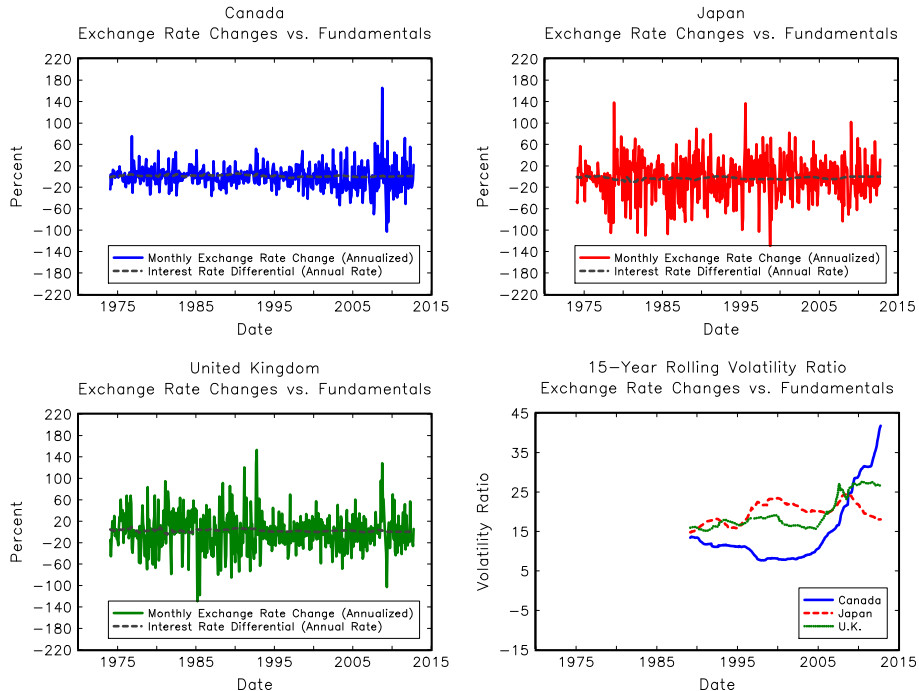 Canada
Exchange Rate Changes vs. Fundamentals
220
180
140
100
60
20
−20
−60
−100
−140
−180
−220
Percent
Monthly Exchange Rate Change (Annualized)
Interest Rate Differential (Annual Rate)
1975 1985 1995 2005 2015
Date
Japan
Exchange Rate Changes vs. Fundamentals
220
180
140
100
60
20
−20
−60
−100
−140
−180
−220
Percent
Monthly Exchange Rate Change (Annualized)
Interest Rate Differential (Annual Rate)
1975 1985 1995 2005 2015
Date
United Kingdom
Exchange Rate Changes vs. Fundamentals
220
180
140
100
60
20
−20
−60
−100
−140
−180
−220
Percent
Monthly Exchange Rate Change (Annualized)
Interest Rate Differential (Annual Rate)
1975 1985 1995 2005 2015
Date
15−Year Rolling Volatility Ratio
Exchange Rate Changes vs. Fundamentals
45
35
25
15
5
−5
−15
Volatility Ratio
Canada
Japan
U.K.
1975 1985 1995 2005 2015
Date